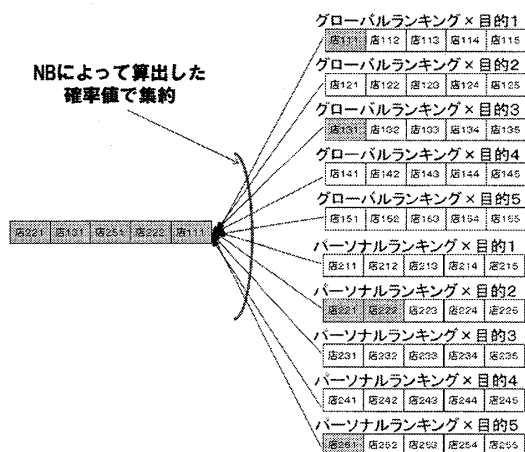 グローバルランキング×目的1
店111 店112 店113 店114 店115
NBによって算出した
確率値で集約
グローバルランキング×目的2
店121 店122 店123 店124 店125
グローバルランキング×目的3
店131 店132 店133 店134 店135
グローバルランキング×目的4
店141 店142 店143 店144 店145
グローバルランキング×目的5
店151 店152 店153 店154 店155
店221 店131 店251 店222 店111
パーソナルランキング×目的1
店211 店212 店213 店214 店215
パーソナルランキング×目的2
店221 店222 店223 店224 店225
パーソナルランキング×目的3
店231 店232 店233 店234 店235
パーソナルランキング×目的4
店241 店242 店243 店244 店245
パーソナルランキング×目的5
店251 店252 店253 店254 店255